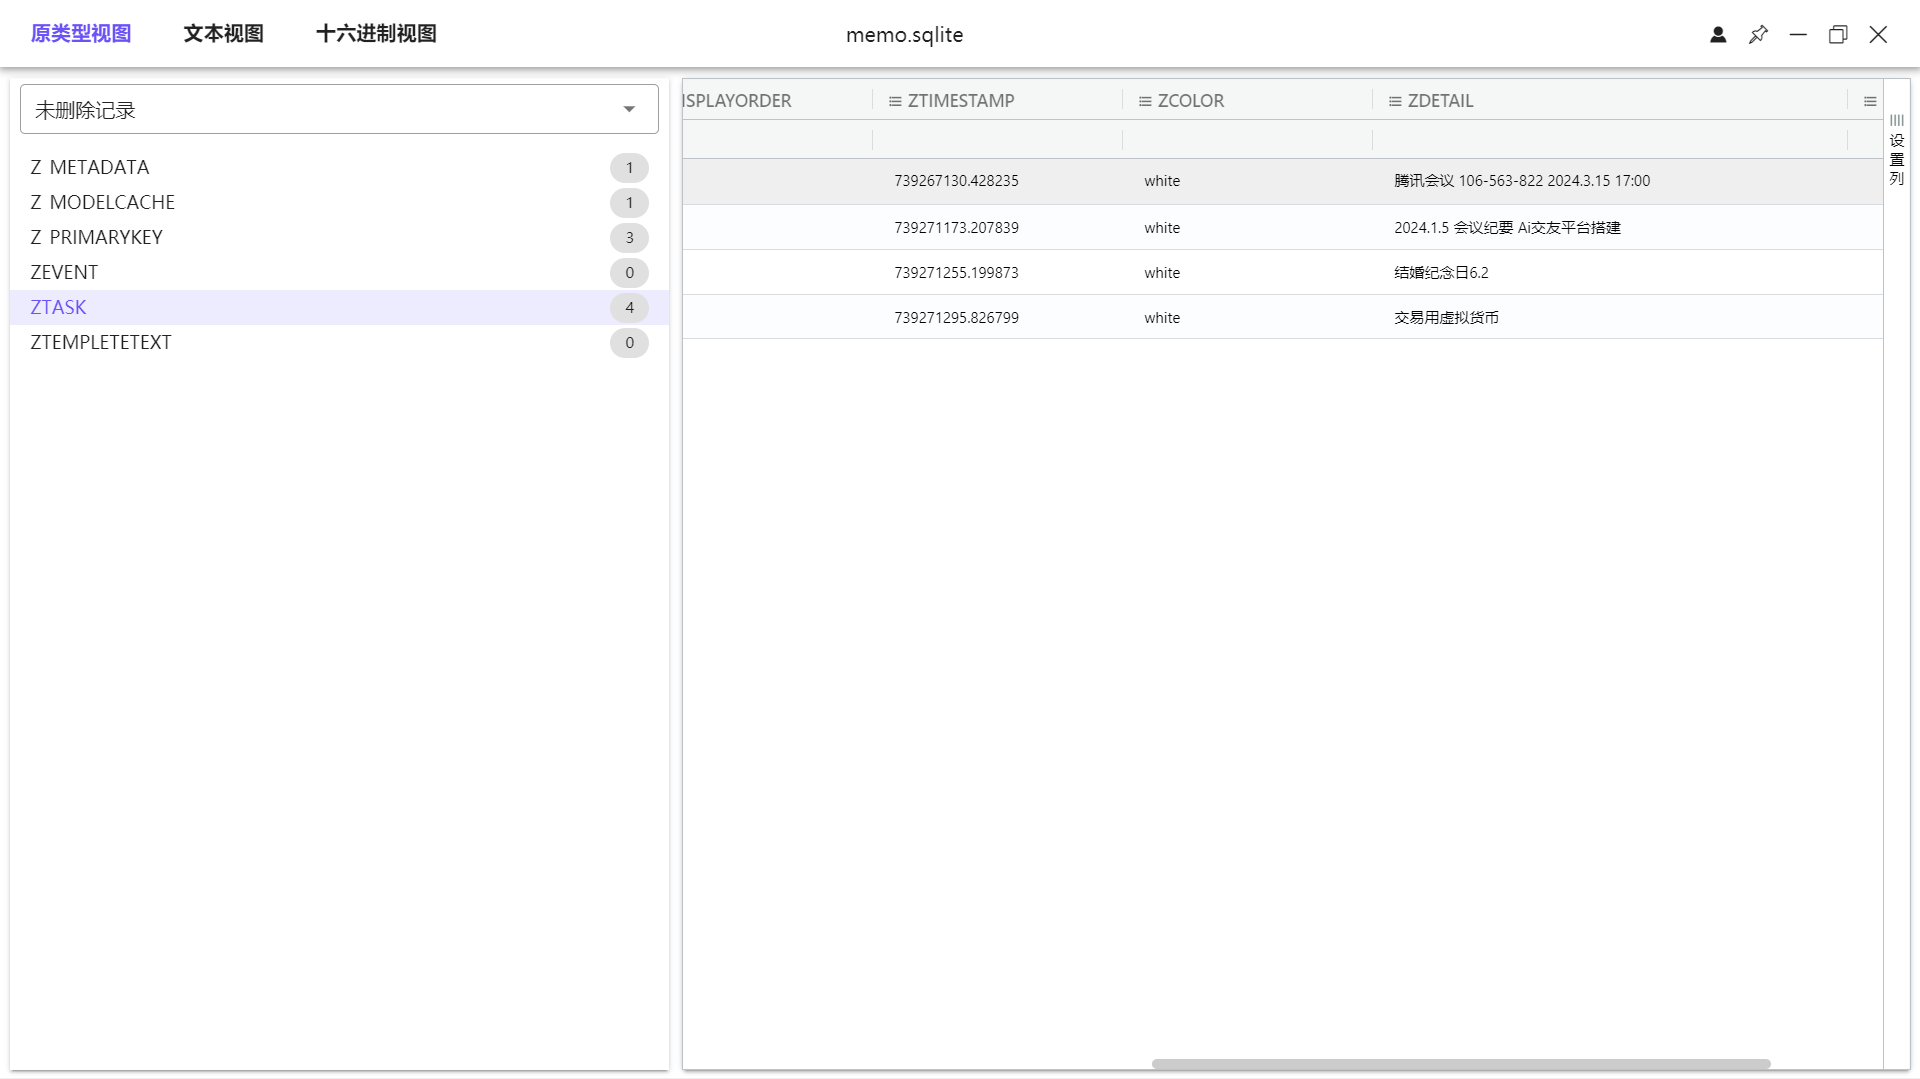 原类型视图 文本视图 十六进制视图 memo.sqlite
未删除记录
Z METADATA 1
Z MODELCACHE 1
Z PRIMARYKEY 3
ZEVENT 0
ZTASK 4
ZTEMPLETETEXT 0
ISPLAYORDER ZTIMESTAMP ZCOLOR ZDETAIL
739267130.428235 white 腾讯会议 106-563-822 2024.3.15 17:00
739271173.207839 white 2024.1.5 会议纪要 Ai交友平台搭建
739271255.199873 white 结婚纪念日6.2
739271295.826799 white 交易用虚拟货币
设置列